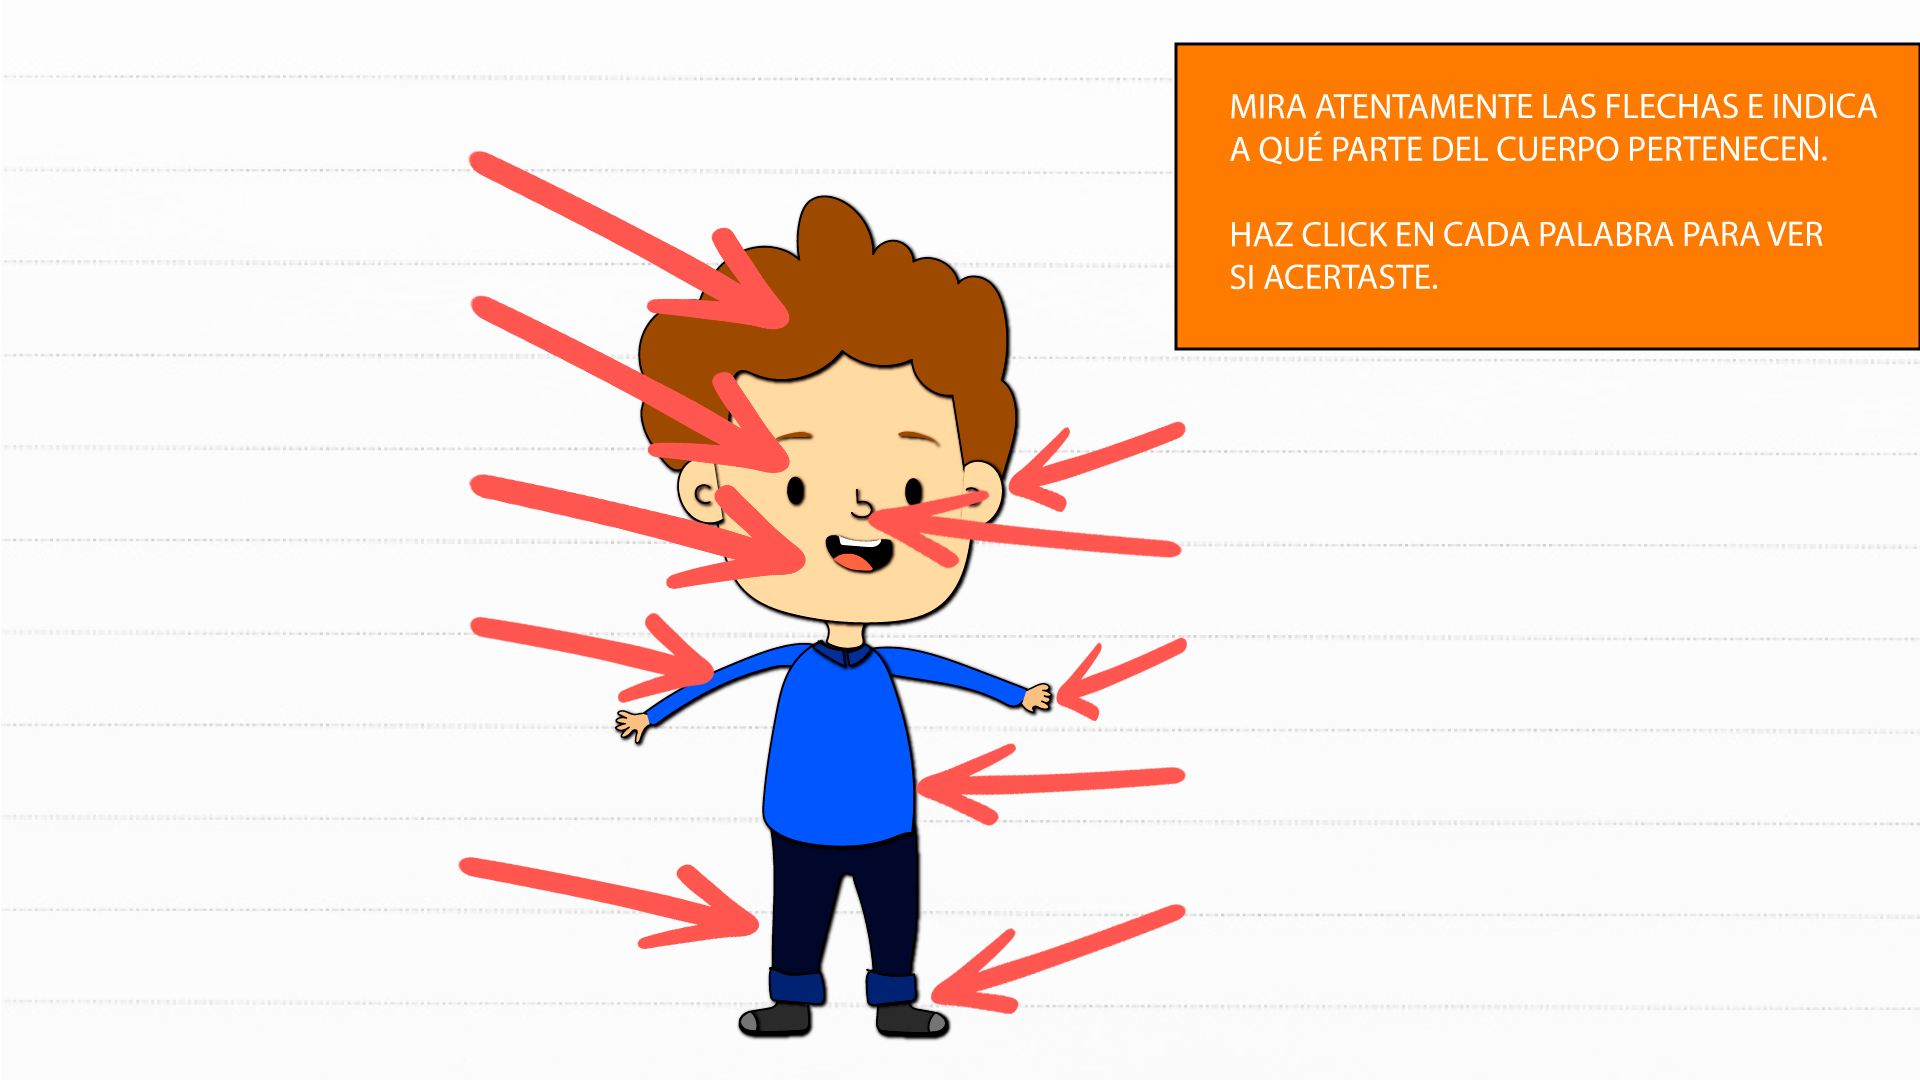 MIRA ATENTAMENTE LAS FLECHAS E INDICA
A QUÉ PARTE DEL CUERPO PERTENECEN.
HAZ CLICK EN CADA PALABRA PARA VER
SI ACERTASTE.